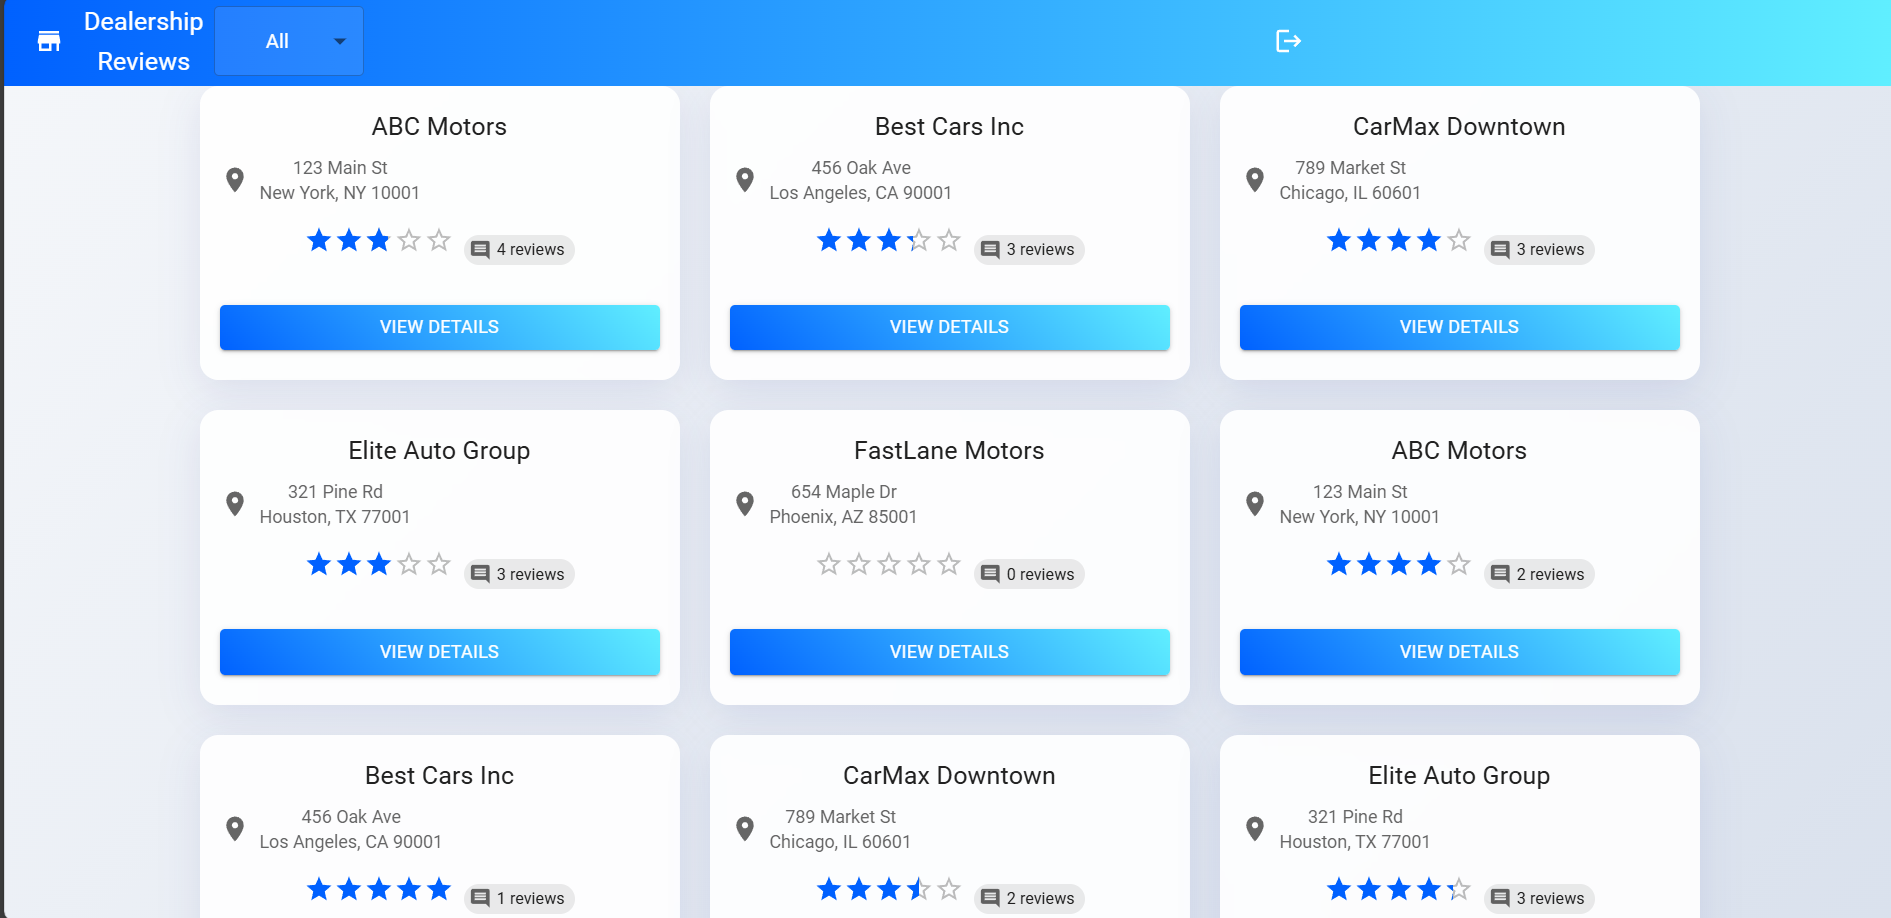 Dealership
Reviews
All
ABC Motors
123 Main St
New York, NY 10001
4 reviews
VIEW DETAILS
Best Cars Inc
456 Oak Ave
Los Angeles, CA 90001
3 reviews
VIEW DETAILS
CarMax Downtown
789 Market St
Chicago, IL 60601
3 reviews
VIEW DETAILS
Elite Auto Group
321 Pine Rd
Houston, TX 77001
3 reviews
VIEW DETAILS
FastLane Motors
654 Maple Dr
Phoenix, AZ 85001
0 reviews
VIEW DETAILS
ABC Motors
123 Main St
New York, NY 10001
2 reviews
VIEW DETAILS
Best Cars Inc
456 Oak Ave
Los Angeles, CA 90001
1 reviews
CarMax Downtown
789 Market St
Chicago, IL 60601
2 reviews
Elite Auto Group
321 Pine Rd
Houston, TX 77001
3 reviews